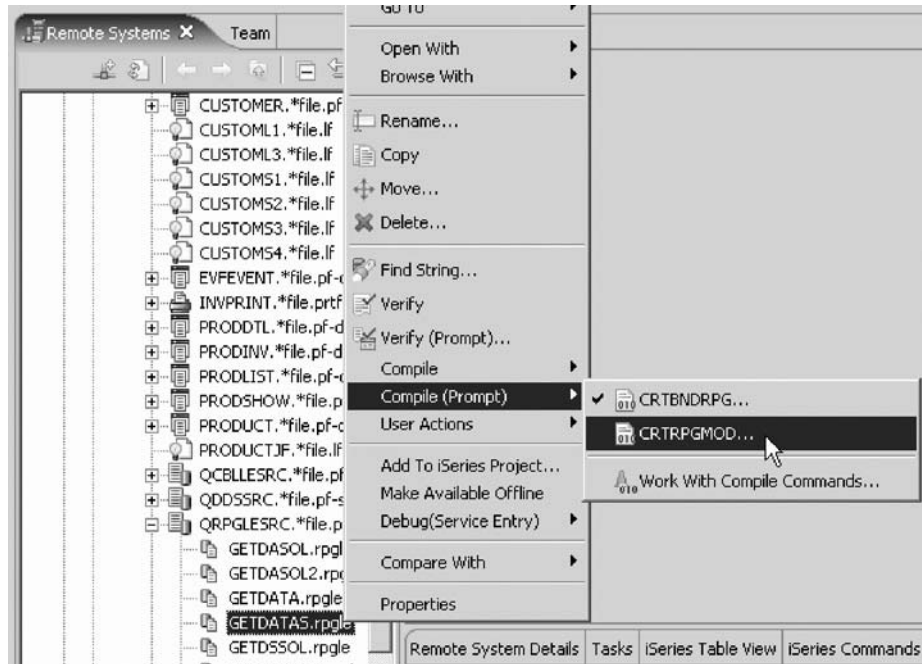 Remote Systems
Team
CUSTOMER.*file.pf
CUSTOML1.*file.lf
CUSTOML3.*file.lf
CUSTOMS1.*file.lf
CUSTOMS2.*file.lf
CUSTOMS3.*file.lf
CUSTOMS4.*file.lf
EVFEVENT.*file.pf-
INVPRINT.*file.prtf
PRODDTL.*file.pf-d
PRODINV.*file.pf-d
PRODLIST.*file.pf-
PRODSHOW.*file.p
PRODUCT.*file.pf-
PRODUCTJF.*file.lf
QCBLLESRC.*file.pf
QDDSSRC.*file.pf-s
QRPGLESRC.*file.p
GETDASOL.rpgl
GETDASOL2.rpg
GETDATA.rpgle
GETDATAS.rpgle
GETDSSOL.rpgle
Go To
Open With
Browse With
Rename...
Copy
Move...
Delete...
Find String...
Verify
Verify (Prompt)...
Compile
Compile (Prompt)
User Actions
Add To iSeries Project...
Make Available Offline
Debug(Service Entry)
Compare With
Properties
CRTBNDRPG...
CRTRPGMOD...
Work With Compile Commands...
Remote System Details
Tasks
iSeries Table View
iSeries Commands